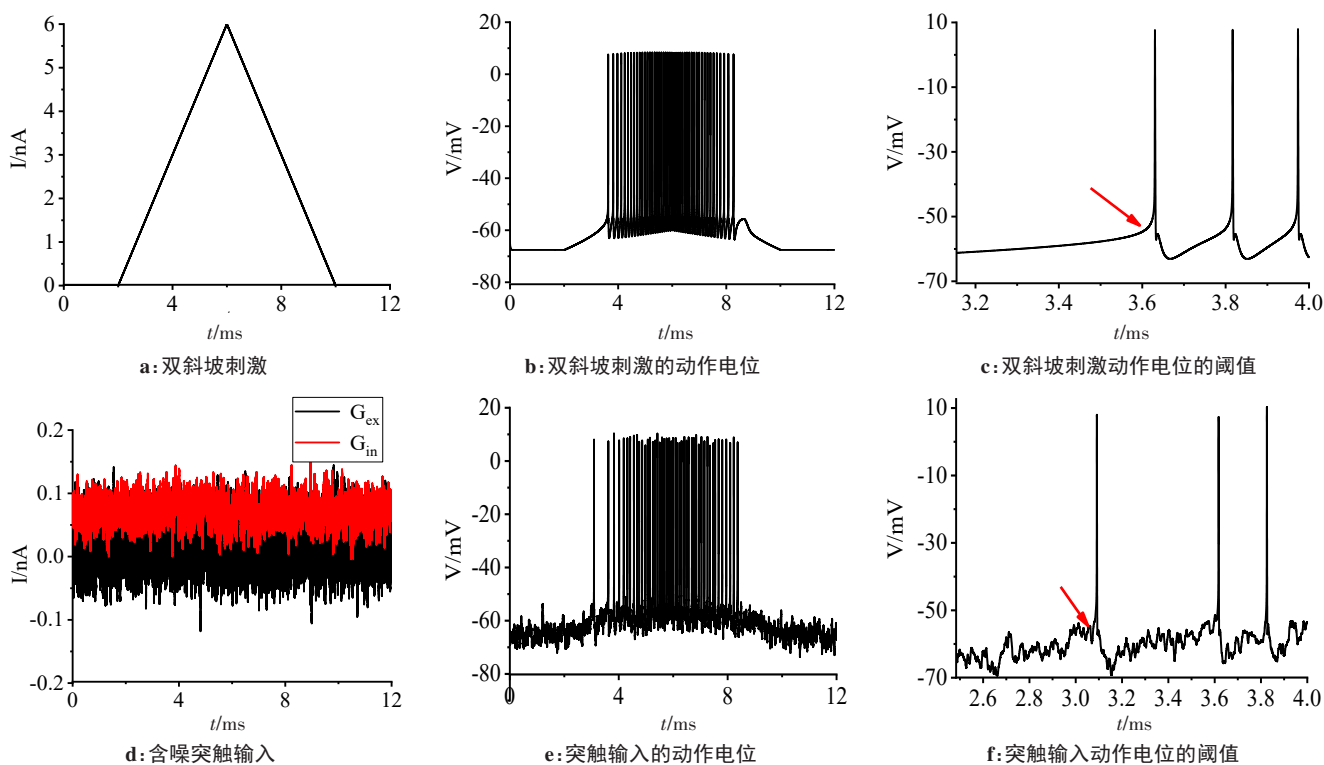 6
5
4
3
2
1
0
I/nA
0 4 8 12
t/ms
a:双斜坡刺激
20
0
-20
-40
-60
-80
V/mV
0 4 8 12
t/ms
b:双斜坡刺激的动作电位
10
-10
-30
-50
-70
V/mV
3.2 3.4 3.6 3.8 4.0
t/ms
c:双斜坡刺激动作电位的阈值
G_ex
G_in
0.2
0.1
0.0
-0.1
-0.2
I/nA
0 4 8 12
t/ms
d:含噪突触输入
20
0
-20
-40
-60
-80
V/mV
0 4 8 12
t/ms
e:突触输入的动作电位
10
-10
-30
-50
-70
V/mV
2.6 2.8 3.0 3.2 3.4 3.6 3.8 4.0
t/ms
f:突触输入动作电位的阈值